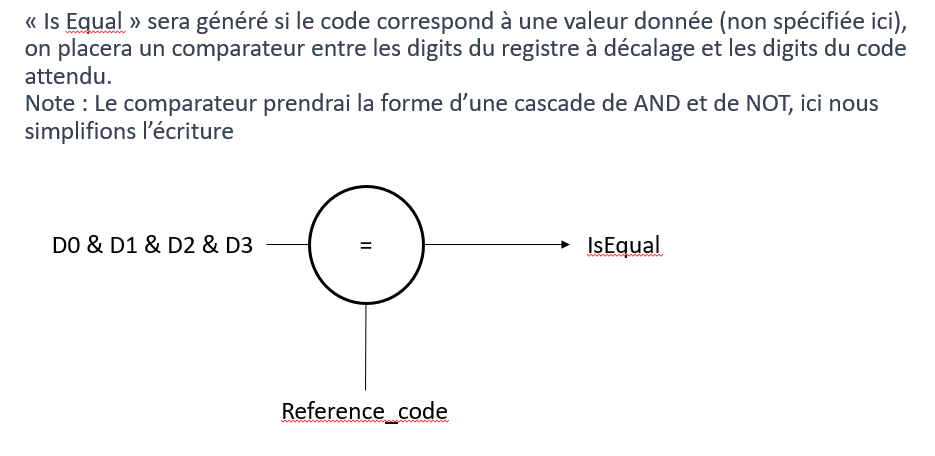 « Is Equal » sera généré si le code correspond à une valeur donnée (non spécifiée ici),
on placera un comparateur entre les digits du registre à décalage et les digits du code
attendu.
Note : Le comparateur prendrai la forme d’une cascade de AND et de NOT, ici nous
simplifions l’écriture
D0 & D1 & D2 & D3
=
IsEqual
Reference_code